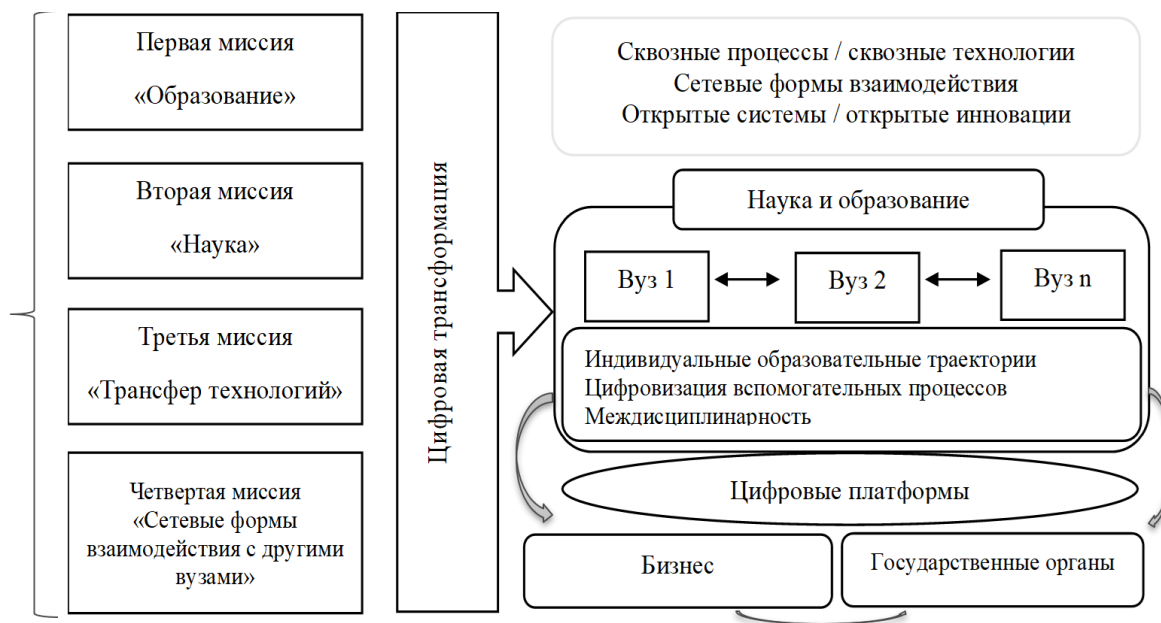 Первая миссия
«Образование»
Вторая миссия
«Наука»
Третья миссия
«Трансфер технологий»
Четвертая миссия
«Сетевые формы
взаимодействия с другими
вузами»
Цифровая трансформация
Сквозные процессы / сквозные технологии
Сетевые формы взаимодействия
Открытые системы / открытые инновации
Наука и образование
Вуз 1
Вуз 2
Вуз n
Индивидуальные образовательные траектории
Цифровизация вспомогательных процессов
Междисциплинарность
Цифровые платформы
Бизнес
Государственные органы